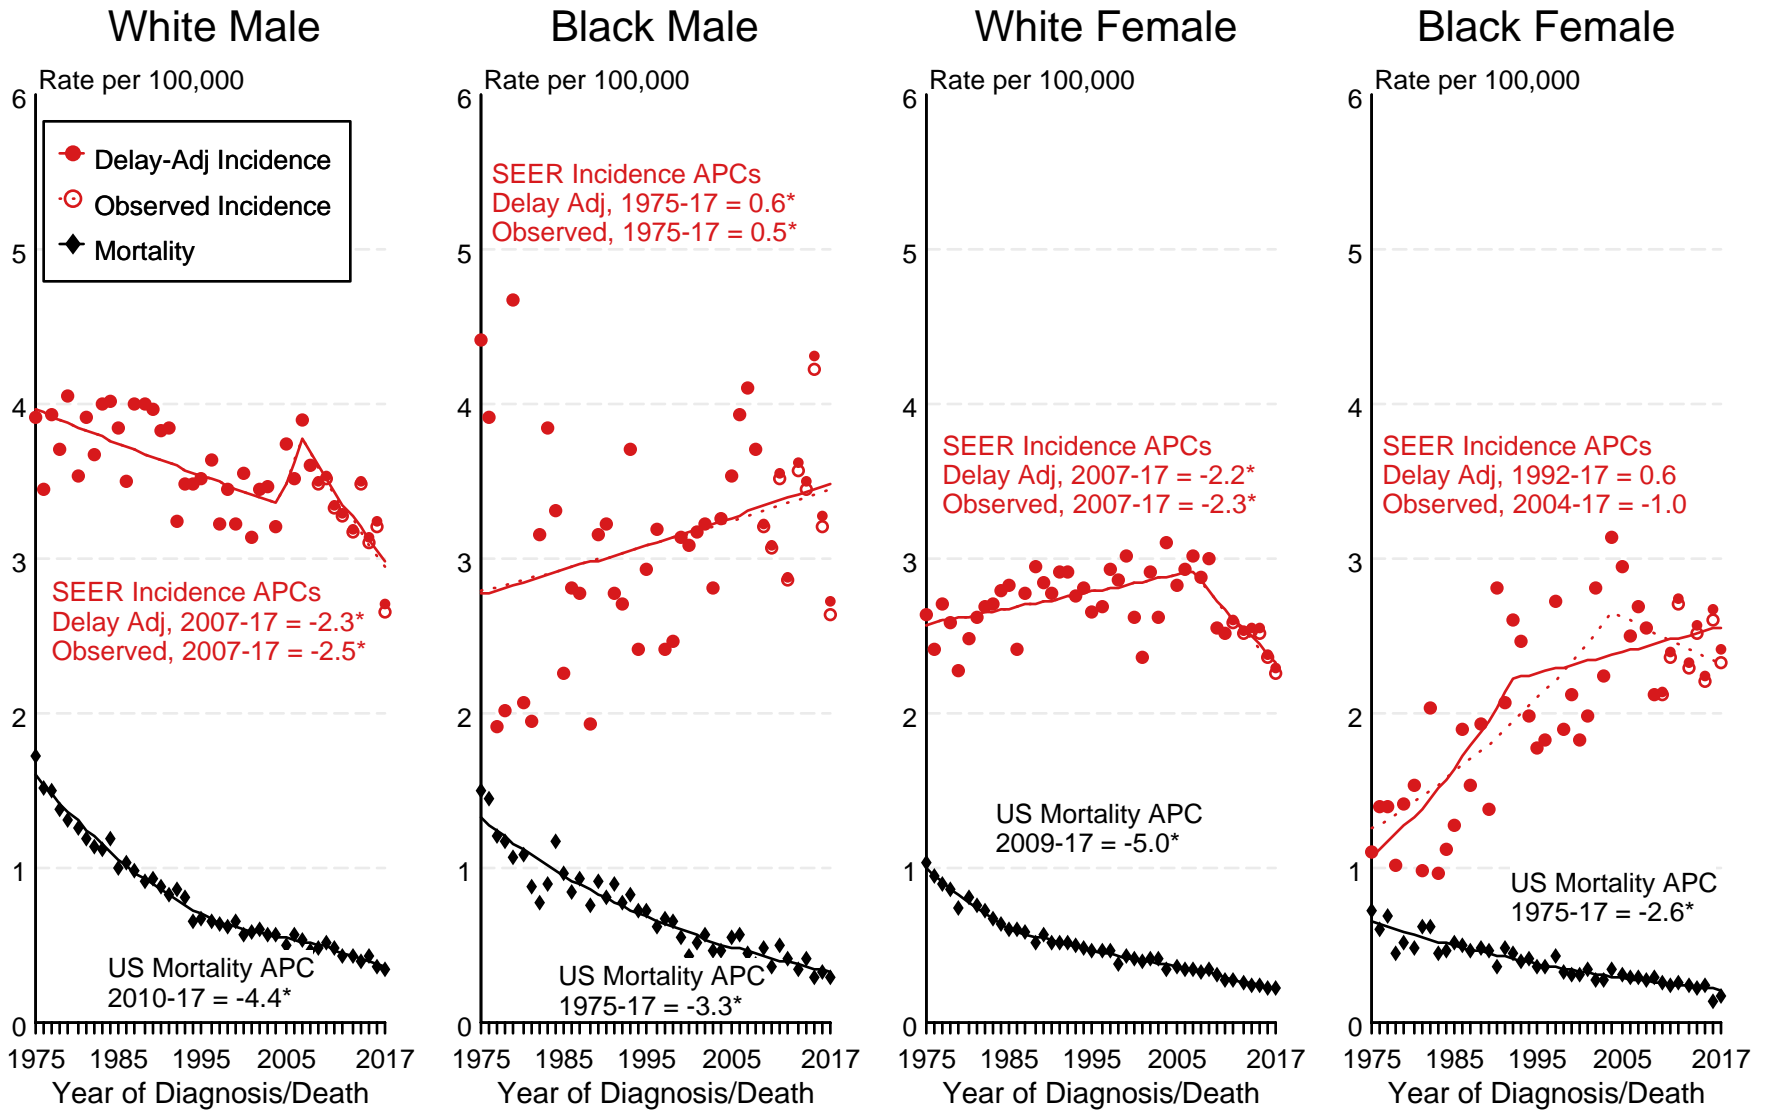 White Male
Rate per 100,000
6
5
4
3
2
1
0
Delay-Adj Incidence
Observed Incidence
Mortality
SEER Incidence APCs
Delay Adj, 2007-17 = -2.3*
Observed, 2007-17 = -2.5*
US Mortality APC
2010-17 = -4.4*
1975 1985 1995 2005 2017
Year of Diagnosis/Death
Black Male
Rate per 100,000
6
5
4
3
2
1
0
SEER Incidence APCs
Delay Adj, 1975-17 = 0.6*
Observed, 1975-17 = 0.5*
US Mortality APC
1975-17 = -3.3*
1975 1985 1995 2005 2017
Year of Diagnosis/Death
White Female
Rate per 100,000
6
5
4
3
2
1
0
SEER Incidence APCs
Delay Adj, 2007-17 = -2.2*
Observed, 2007-17 = -2.3*
US Mortality APC
2009-17 = -5.0*
1975 1985 1995 2005 2017
Year of Diagnosis/Death
Black Female
Rate per 100,000
6
5
4
3
2
1
0
SEER Incidence APCs
Delay Adj, 1992-17 = 0.6
Observed, 2004-17 = -1.0
US Mortality APC
1975-17 = -2.6*
1975 1985 1995 2005 2017
Year of Diagnosis/Death